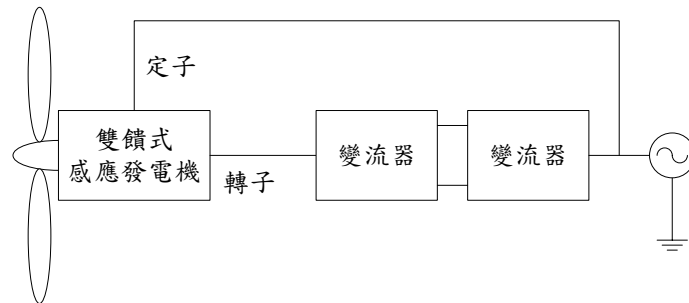 定子
雙饋式
感應發電機
轉子
變流器
變流器